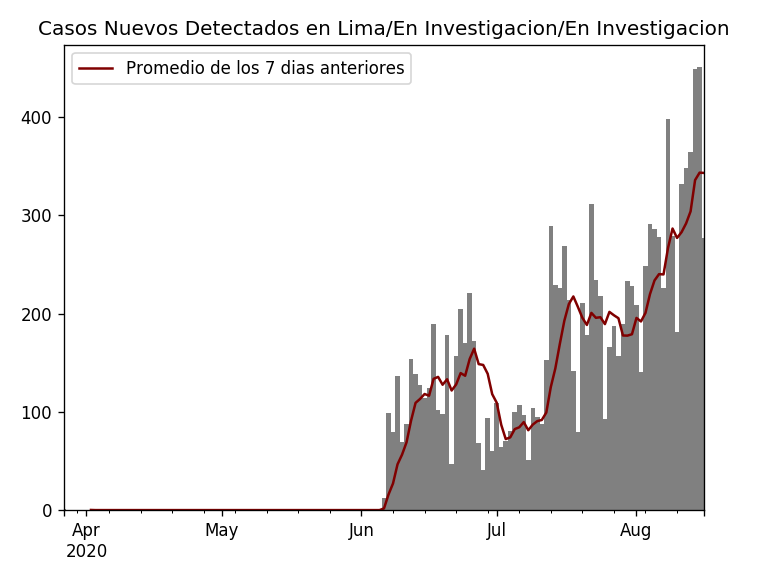 Casos Nuevos Detectados en Lima/En Investigacion/En Investigacion
Promedio de los 7 dias anteriores
400
300
200
100
0
Apr May Jun Jul Aug
2020